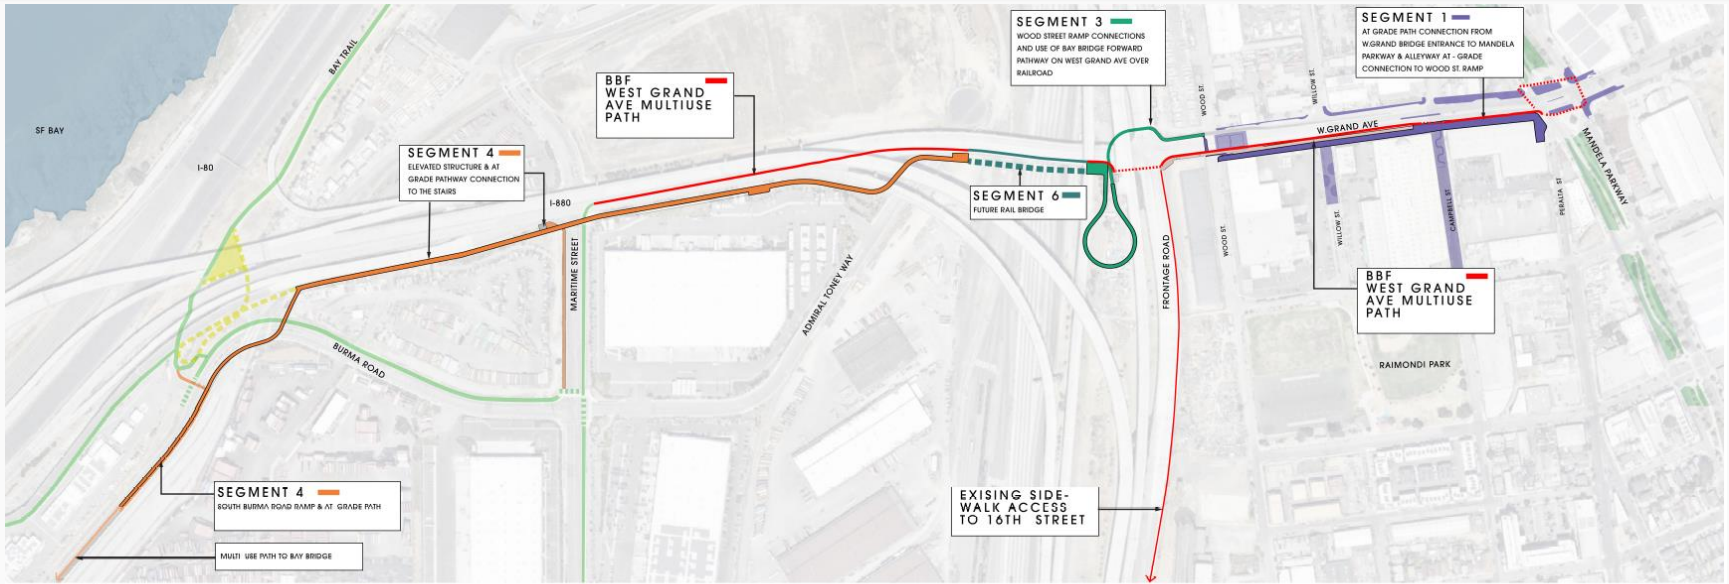 SEGMENT 3
WOOD STREET RAMP CONNECTIONS
AND USE OF BAY BRIDGE FORWARD
PATHWAY ON WEST GRAND AVE OVER
RAILROAD
SEGMENT 1
AT GRADE PATH CONNECTION FROM
W.GRAND BRIDGE ENTRANCE TO MANDELA
PARKWAY & ALLEYWAY AT - GRADE
CONNECTION TO WOOD ST. RAMP
BAY TRAIL
BBF
WEST GRAND
AVE MULTIUSE
PATH
WOOD ST.
WILLOW ST.
SF BAY
I-80
W.GRAND AVE
MANDELA PARKWAY
SEGMENT 4
ELEVATED STRUCTURE & AT
GRADE PATHWAY CONNECTION
TO THE STAIRS
I-880
SEGMENT 6
FUTURE RAIL BRIDGE
PERALTA ST
CAMPBELL ST
WILLOW ST.
WOOD ST.
MARITIME STREET
ADMIRAL TONEY WAY
FRONTAGE ROAD
BBF
WEST GRAND
AVE MULTIUSE
PATH
BURMA ROAD
RAIMONDI PARK
SEGMENT 4
SOUTH BURMA ROAD RAMP & AT GRADE PATH
EXISING SIDE-
WALK ACCESS
TO 16TH STREET
MULTI USE PATH TO BAY BRIDGE